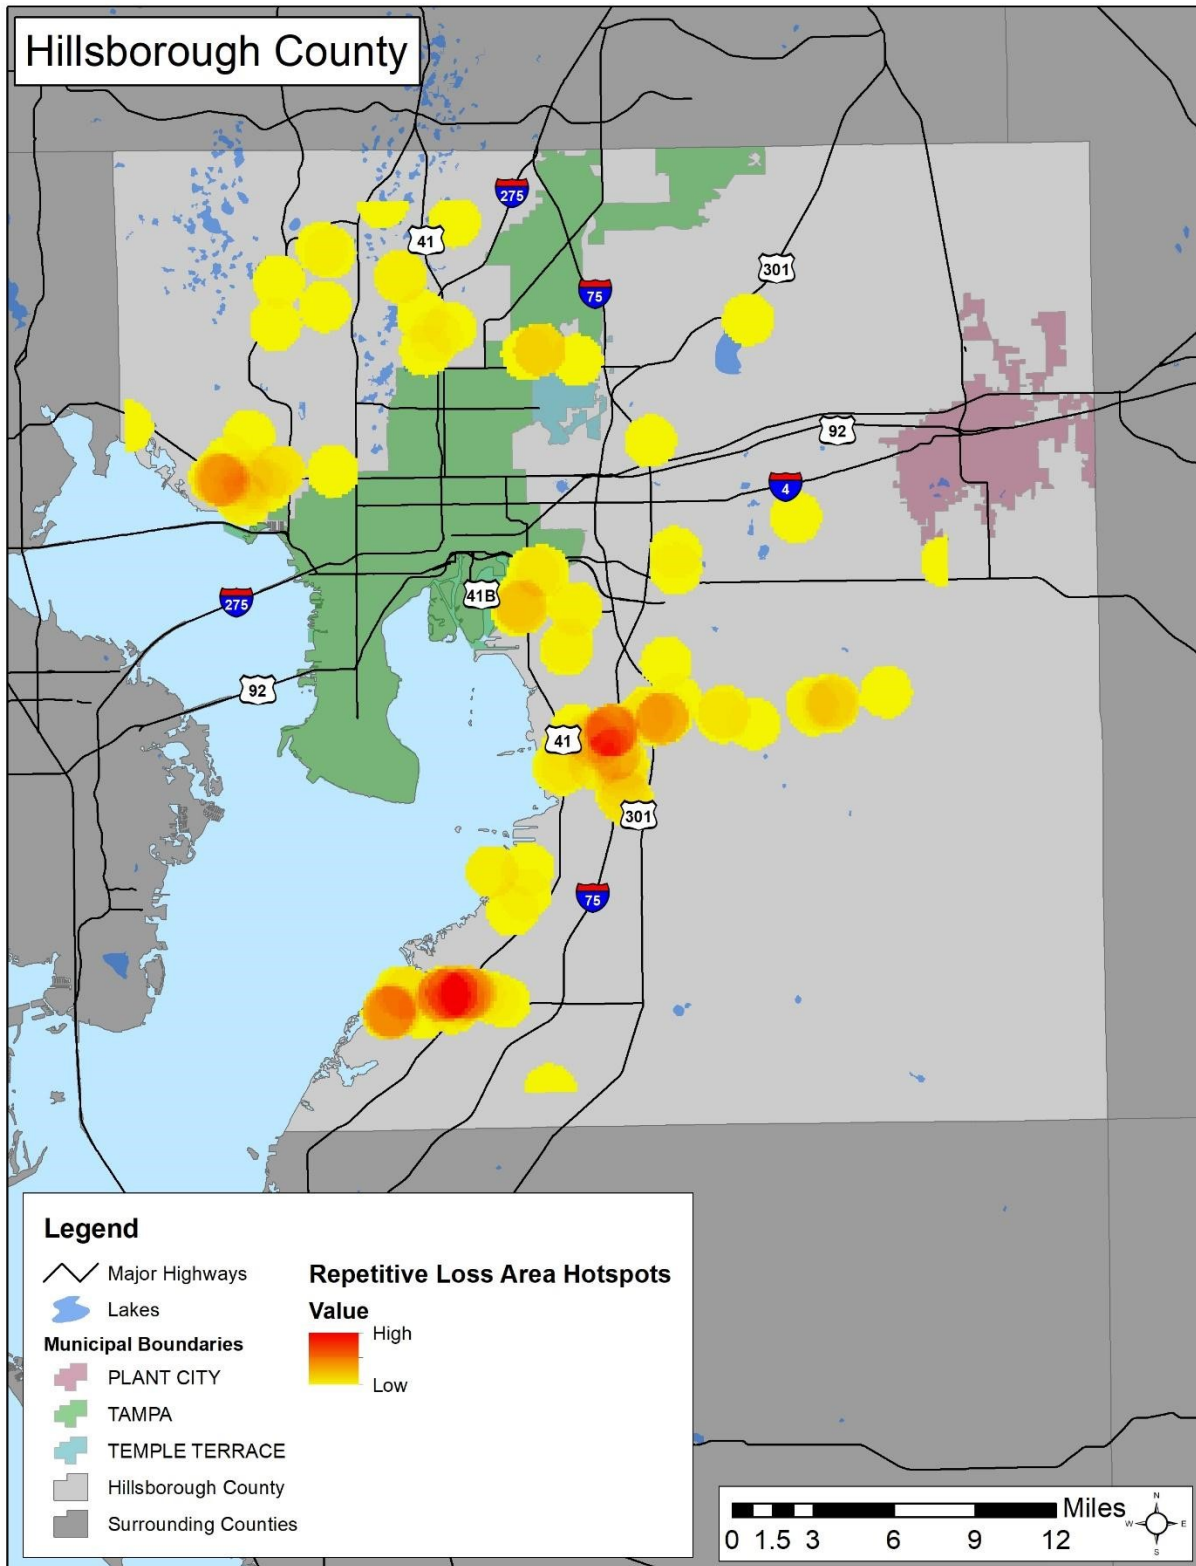 Hillsborough County
275
41
301
75
92
4
41B
275
92
41
301
75
Legend
Major Highways
Lakes
Municipal Boundaries
PLANT CITY
TAMPA
TEMPLE TERRACE
Hillsborough County
Surrounding Counties
Repetitive Loss Area Hotspots
Value
High
Low
Miles
0 1.5 3 6 9 12
N
W E
S